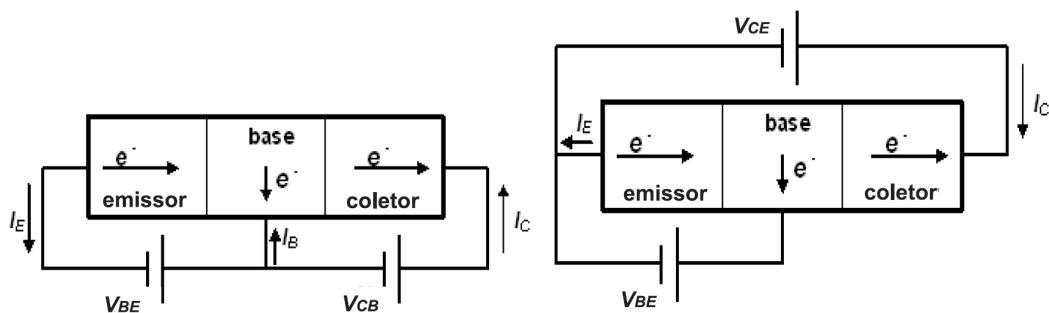 base
e-
e-
e-
emissor
coletor
IE
IB
IC
VBE
VCB
VCE
IC
IE
base
e-
e-
e-
emissor
coletor
VBE